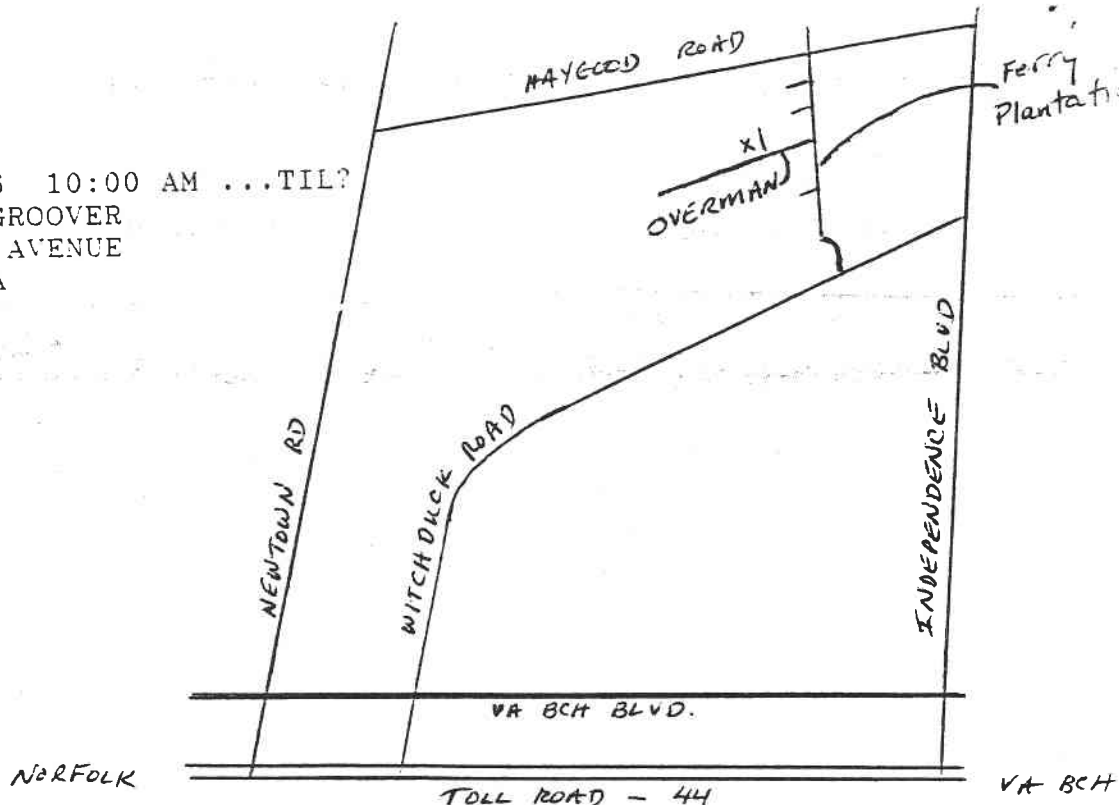 HAYGOOD ROAD
Ferry
Plantati
X1
OVERMAN
10:00 AM ...TIL?
GROOVER
AVENUE
A
NEWTOWN RD
WITCHDUCK ROAD
INDEPENDENCE BLVD
VA BCH BLVD.
NORFOLK
VA BCH
TOLL ROAD - 44